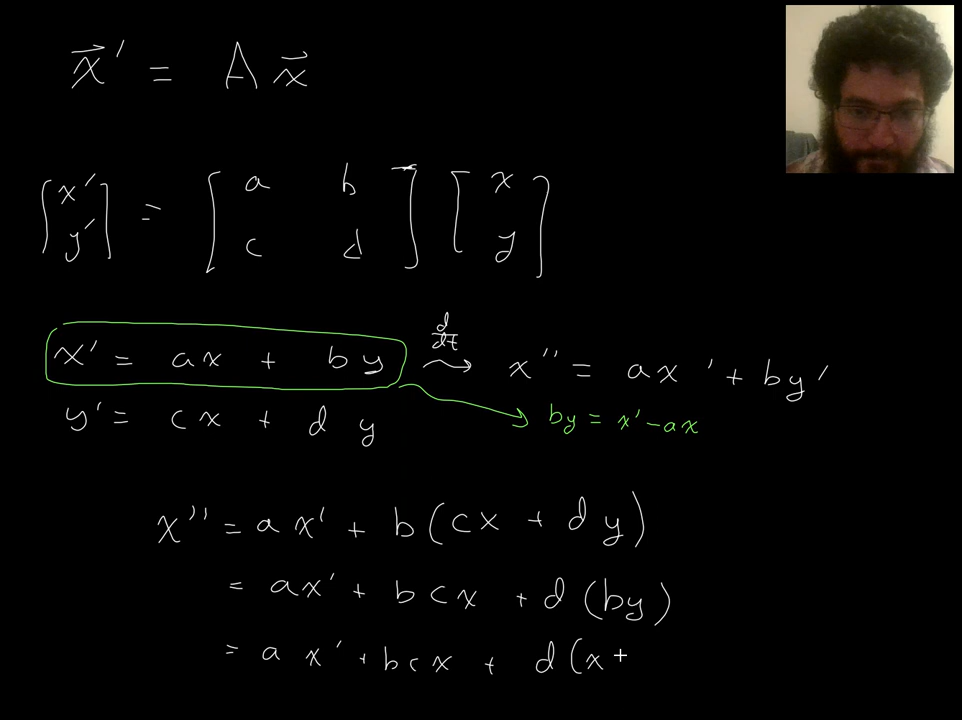 x⃗′ = A x⃗
[x′ y′] = [a b c d] [x y]
x′ = ax + by d/dt ⇝ x″ = ax′ + by′
y′ = cx + dy → by = x′ − ax
x″ = ax′ + b(cx + dy)
= ax′ + bcx + d(by)
= ax′ + bcx + d(x +